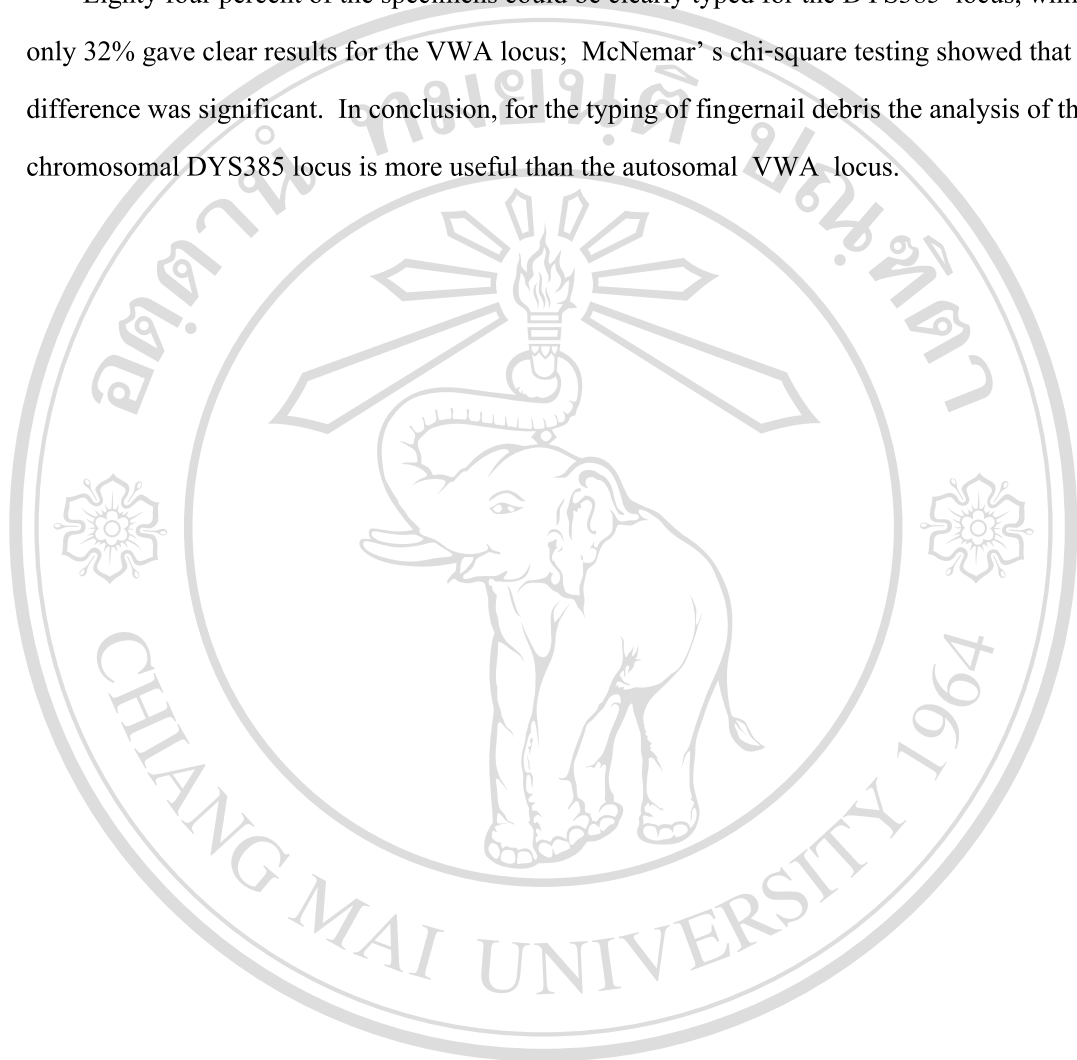 Eighty four percent of the specimens could be clearly typed for the DYS385 locus, whi
only 32% gave clear results for the VWA locus; McNemar’ s chi-square testing showed that
difference was significant. In conclusion, for the typing of fingernail debris the analysis of th
chromosomal DYS385 locus is more useful than the autosomal VWA locus.
CHIANG MAI UNIVERSITY 1964